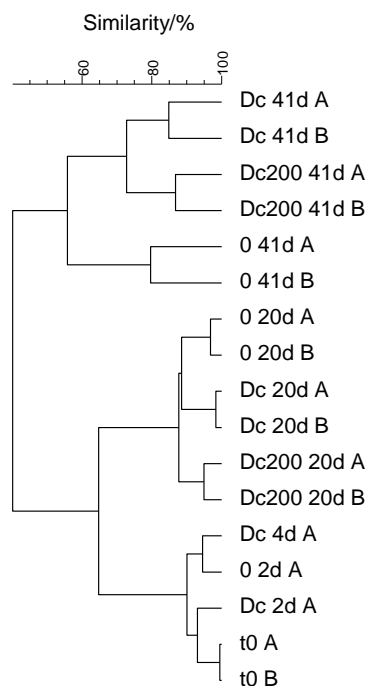 Similarity/%
60 80 100
Dc 41d A
Dc 41d B
Dc200 41d A
Dc200 41d B
0 41d A
0 41d B
0 20d A
0 20d B
Dc 20d A
Dc 20d B
Dc200 20d A
Dc200 20d B
Dc 4d A
0 2d A
Dc 2d A
t0 A
t0 B